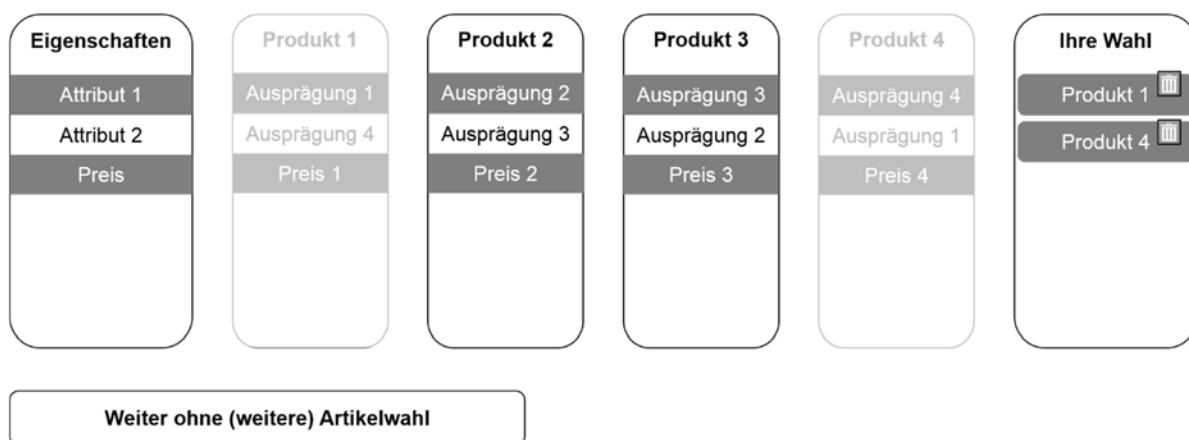 Eigenschaften
Attribut 1
Attribut 2
Preis
Produkt 1
Ausprägung 1
Ausprägung 4
Preis 1
Produkt 2
Ausprägung 2
Ausprägung 3
Preis 2
Produkt 3
Ausprägung 3
Ausprägung 2
Preis 3
Produkt 4
Ausprägung 4
Ausprägung 1
Preis 4
Ihre Wahl
Produkt 1
Produkt 4
Weiter ohne (weitere) Artikelwahl